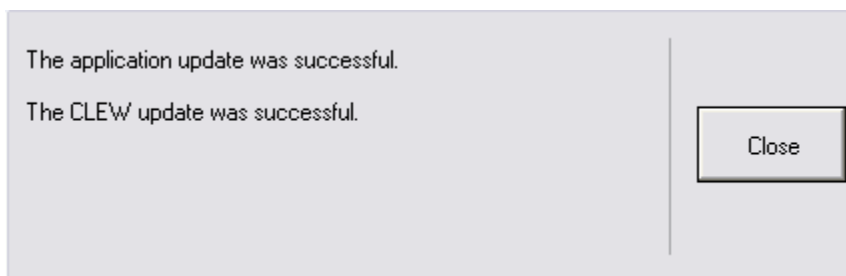 The application update was successful.
The CLEW update was successful.
Close